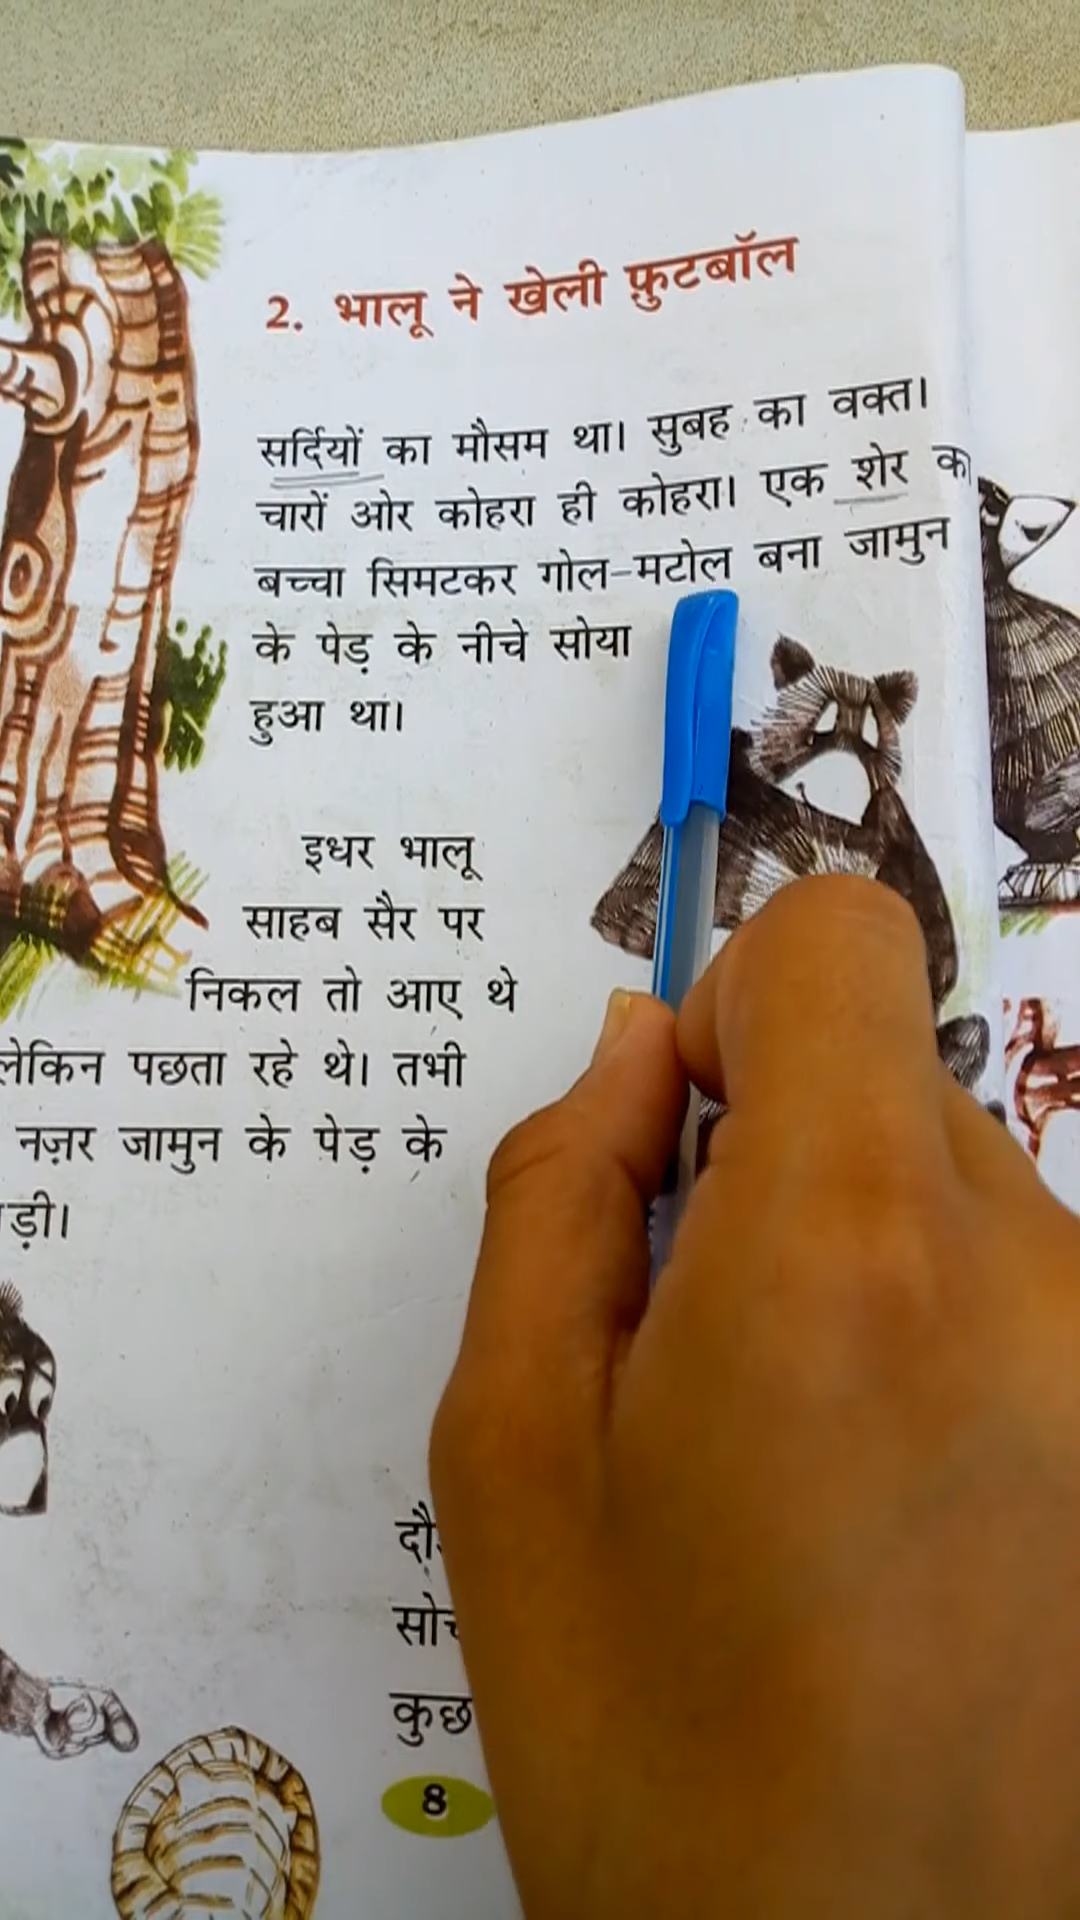 2. भालू ने खेली फ़ुटबॉल
सर्दियों का मौसम था। सुबह का वक्त।
चारों ओर कोहरा ही कोहरा। एक शेर का
बच्चा सिमटकर गोल-मटोल बना जामुन
के पेड़ के नीचे सोया
हुआ था।
इधर भालू
साहब सैर पर
निकल तो आए थे
लेकिन पछता रहे थे। तभी
नज़र जामुन के पेड़ के
कुछ
8